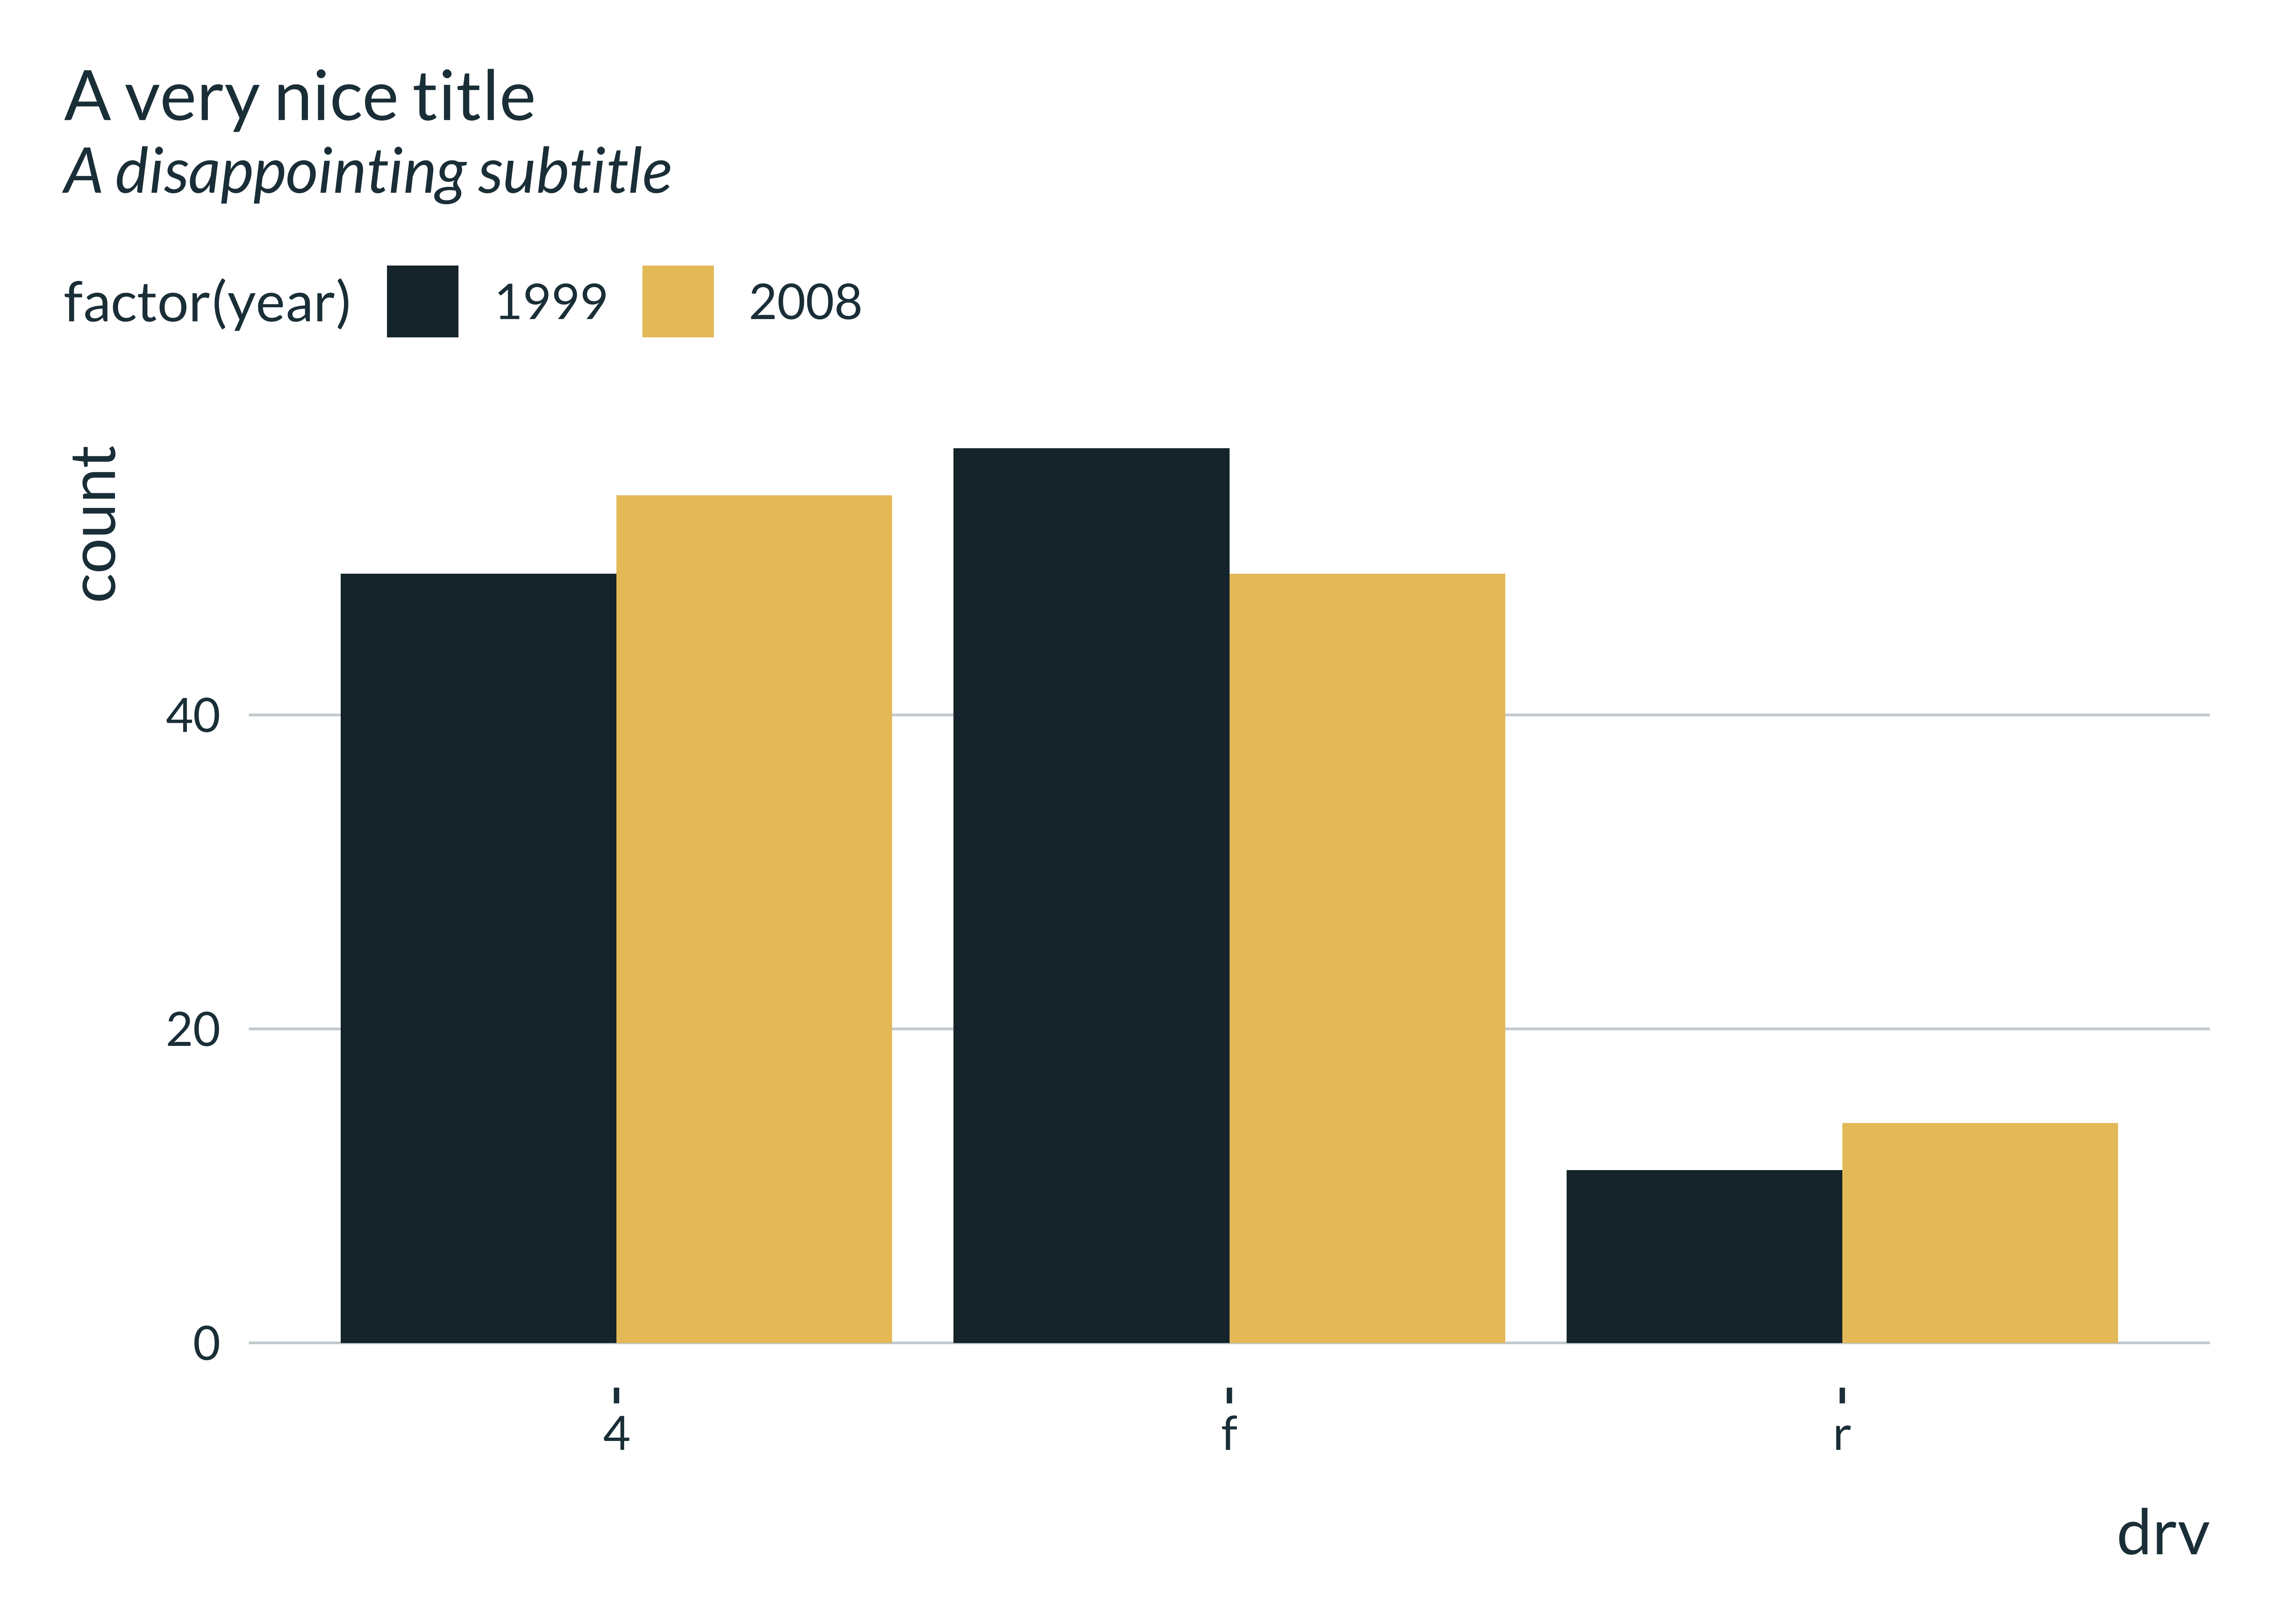 A very nice title
A disappointing subtitle
factor(year) 1999 2008
count
40
20
0
4 f r
drv